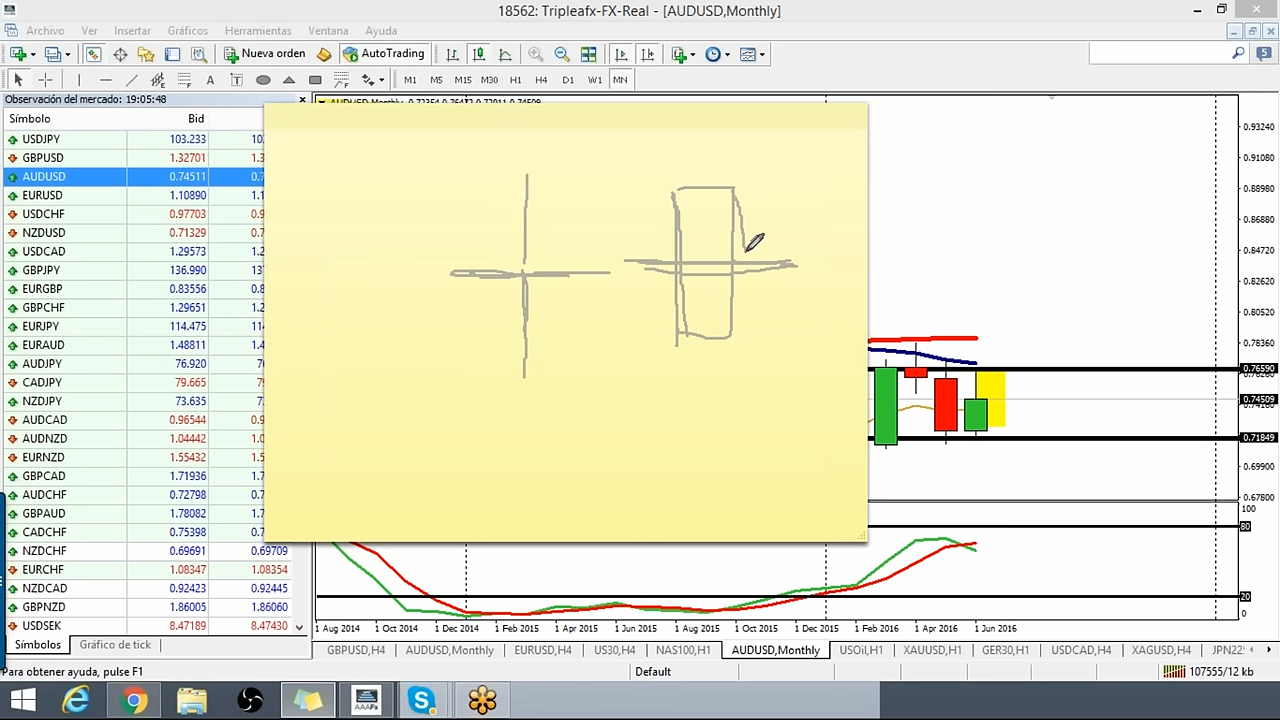 18562: Tripleafx-FX-Real - [AUDUSD,Monthly]
Archivo Ver Insertar Gráficos Herramientas Ventana Ayuda
Nueva orden AutoTrading
5
A T M1 M5 M15 M30 H1 H4 D1 W1 MN
Observación del mercado: 19:05:48
Símbolo Bid
USDJPY 103.233
GBPUSD 1.32701
AUDUSD 0.74511
EURUSD 1.10890
USDCHF 0.97703
NZDUSD 0.71329
USDCAD 1.29573
GBPJPY 136.990
EURGBP 0.83556
GBPCHF 1.29651
EURJPY 114.475
EURAUD 1.48811
AUDJPY 76.920
CADJPY 79.665
NZDJPY 73.635
AUDCAD 0.96544
AUDNZD 1.04442
EURNZD 1.55432
GBPCAD 1.71936
AUDCHF 0.72798
GBPAUD 1.78082
CADCHF 0.75398
NZDCHF 0.69691 0.69709
EURCHF 1.08347 1.08354
NZDCAD 0.92423 0.92445
GBPNZD 1.86005 1.86060
USDSEK 8.47189 8.47430
Símbolos Gráfico de tick
0.93240
0.91080
0.88980
0.86880
0.84720
0.82620
0.80520
0.78360
0.76590
0.74509
0.71849
0.69900
0.67800
100
80
20
0
1 Aug 2014 1 Oct 2014 1 Dec 2014 1 Feb 2015 1 Apr 2015 1 Jun 2015 1 Aug 2015 1 Oct 2015 1 Dec 2015 1 Feb 2016 1 Apr 2016 1 Jun 2016
GBPUSD,H4 AUDUSD,Monthly EURUSD,H4 US30,H4 NAS100,H1 AUDUSD,Monthly USOil,H1 XAUUSD,H1 GER30,H1 USDCAD,H4 XAGUSD,H4 JPN22
Para obtener ayuda, pulse F1 Default 107555/12 kb
AAAFx